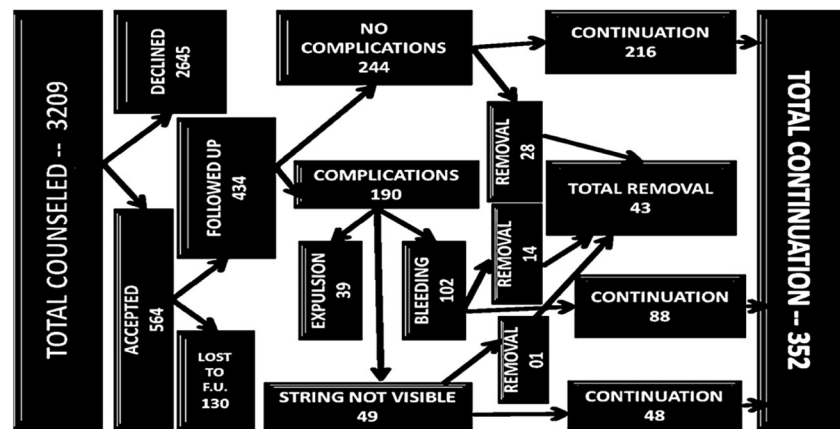 TOTAL COUNSELED -- 3209
DECLINED
2645
ACCEPTED
564
FOLLOWED UP
434
LOST
TO
F.U.
130
NO
COMPLICATIONS
244
COMPLICATIONS
190
EXPULSION
39
BLEEDING
102
STRING NOT VISIBLE
49
REMOVAL
28
REMOVAL
14
REMOVAL
01
CONTINUATION
216
TOTAL REMOVAL
43
CONTINUATION
88
CONTINUATION
48
TOTAL CONTINUATION -- 352